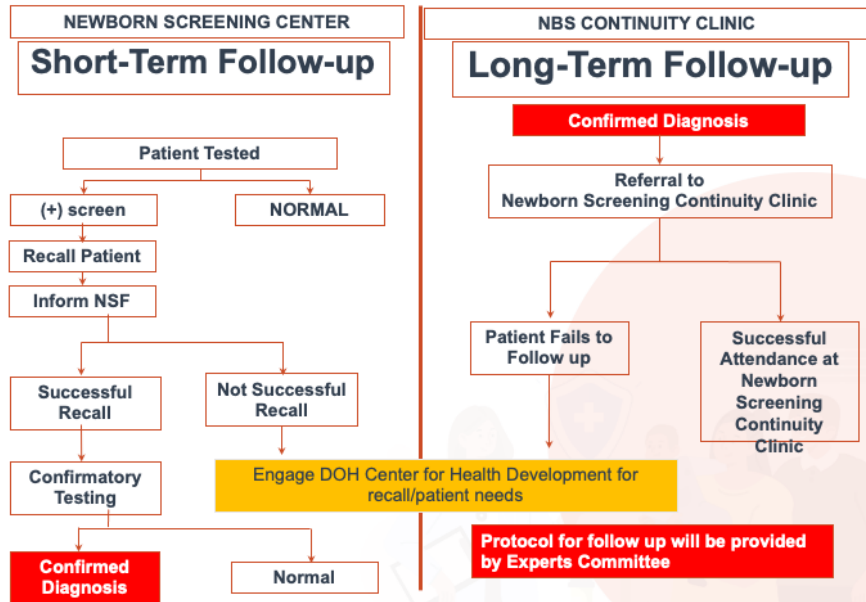 NEWBORN SCREENING CENTER
Short-Term Follow-up
Patient Tested
(+) screen
NORMAL
Recall Patient
Inform NSF
Successful
Recall
Not Successful
Recall
Confirmatory
Testing
Confirmed
Diagnosis
Normal
Engage DOH Center for Health Development for
recall/patient needs
NBS CONTINUITY CLINIC
Long-Term Follow-up
Confirmed Diagnosis
Referral to
Newborn Screening Continuity Clinic
Patient Fails to
Follow up
Successful
Attendance at
Newborn
Screening
Continuity
Clinic
Protocol for follow up will be provided
by Experts Committee